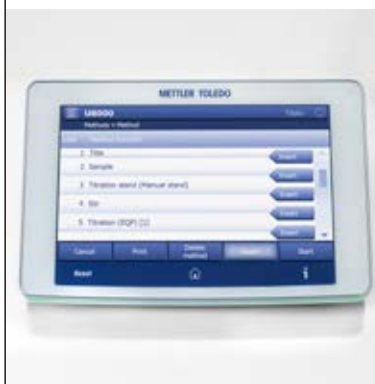 METTLER TOLEDO
U8000
Methods > Method
1 Title
2 Sample
3 Titration stand (Manual stand)
4 Stir
5 Titration (EQP) [1]
Insert
Insert
Insert
Insert
Insert
Cancel
Print
Delete method
Start
Reset
i